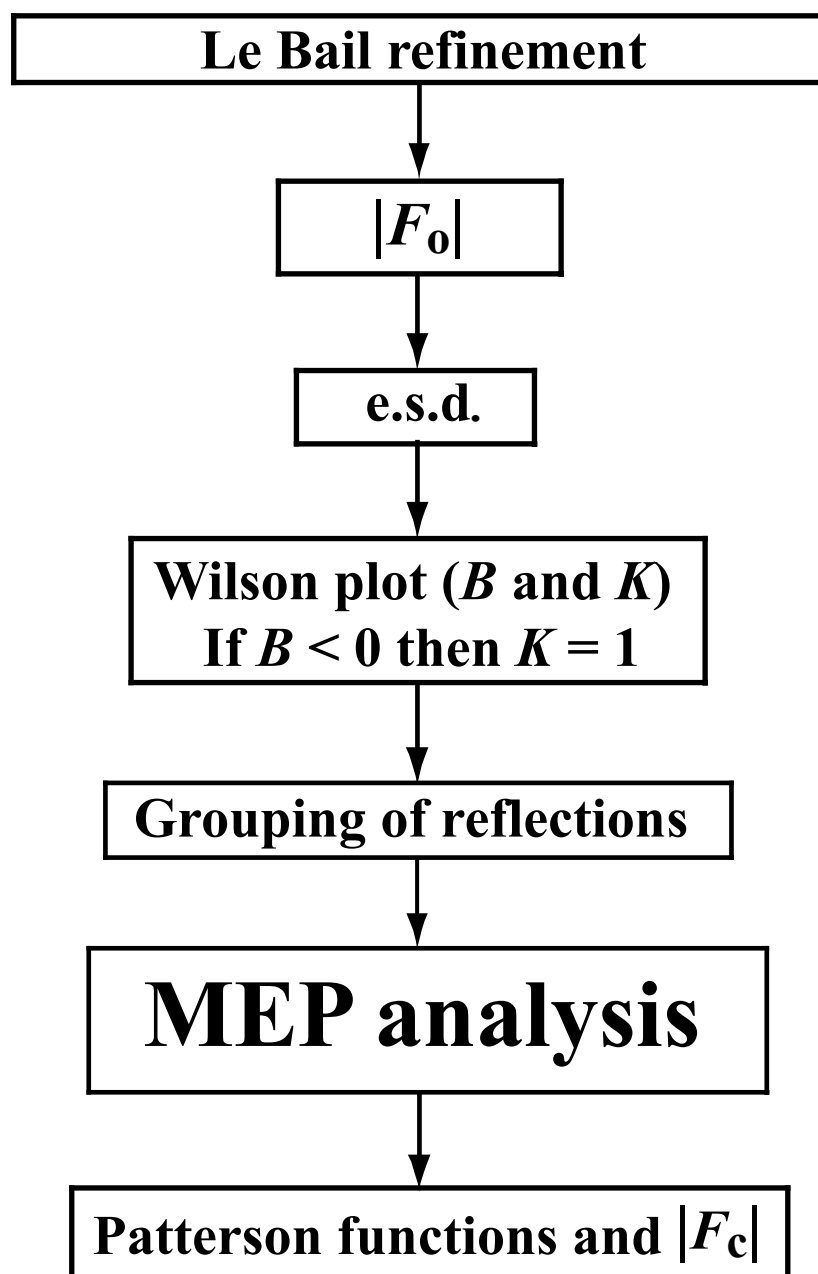 Le Bail refinement
|Fₒ|
e.s.d.
Wilson plot (B and K)
If B < 0 then K = 1
Grouping of reflections
MEP analysis
Patterson functions and |F_c|